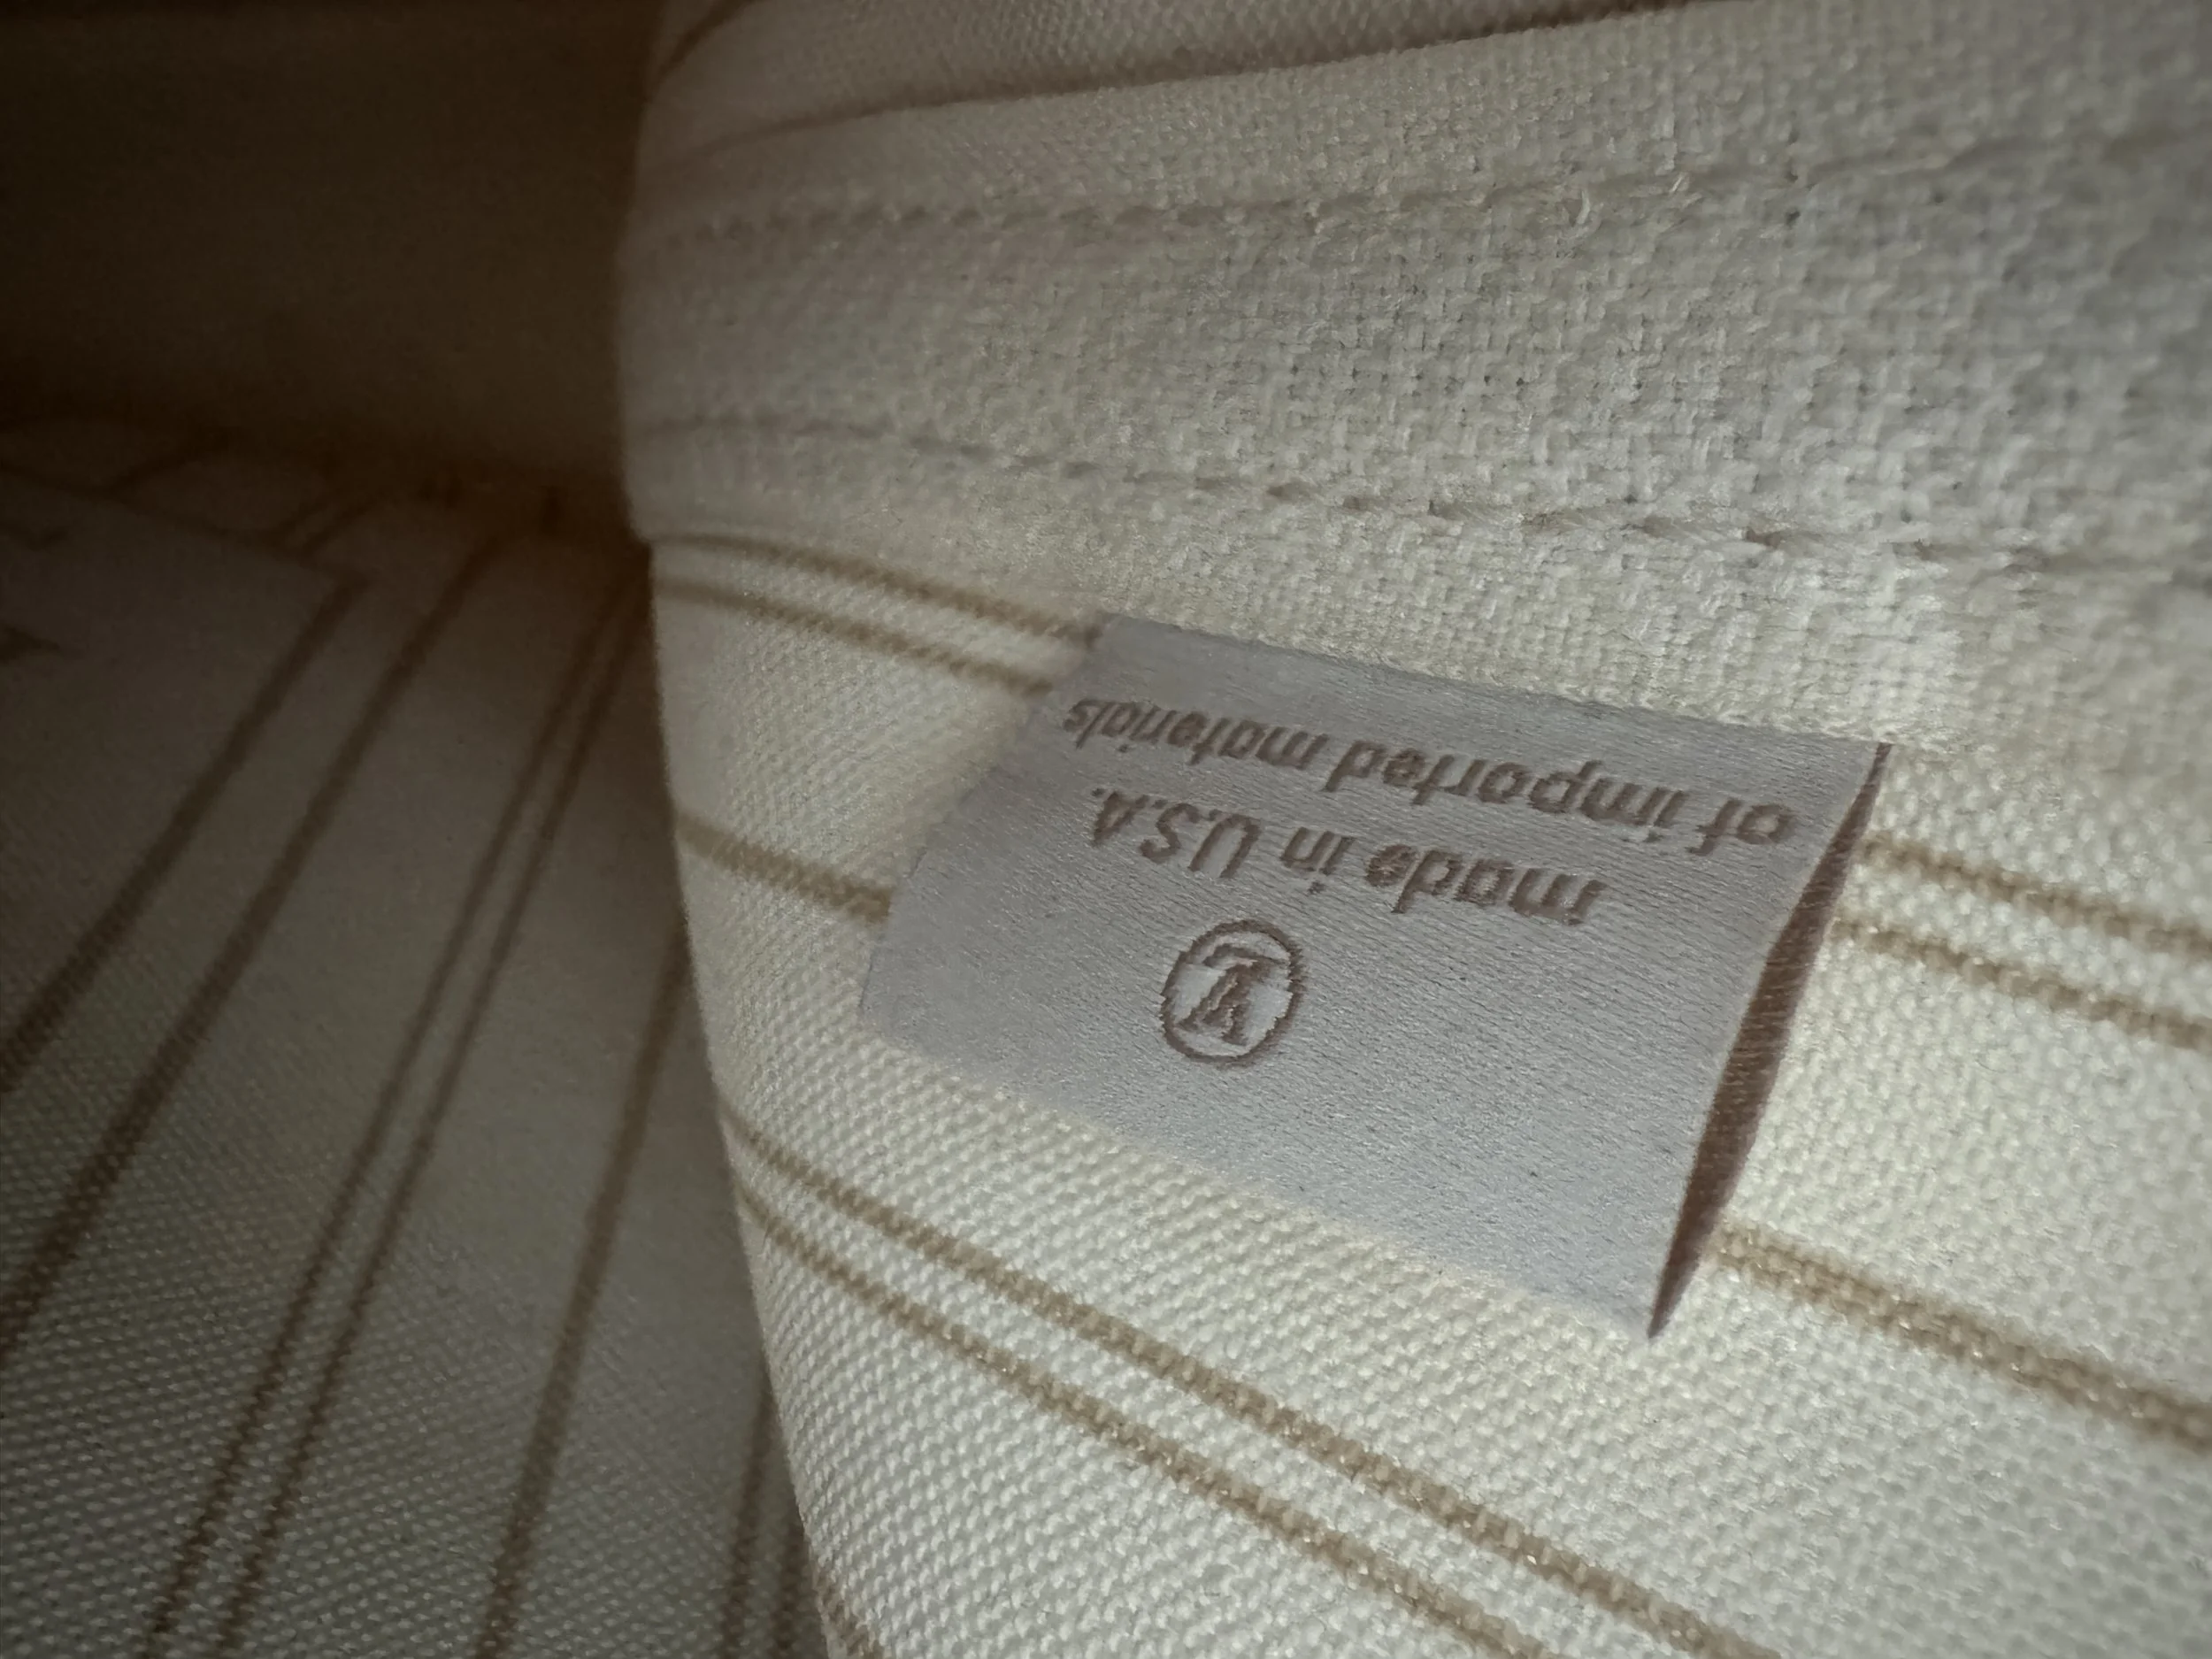 made in U.S.A.
of imported materials